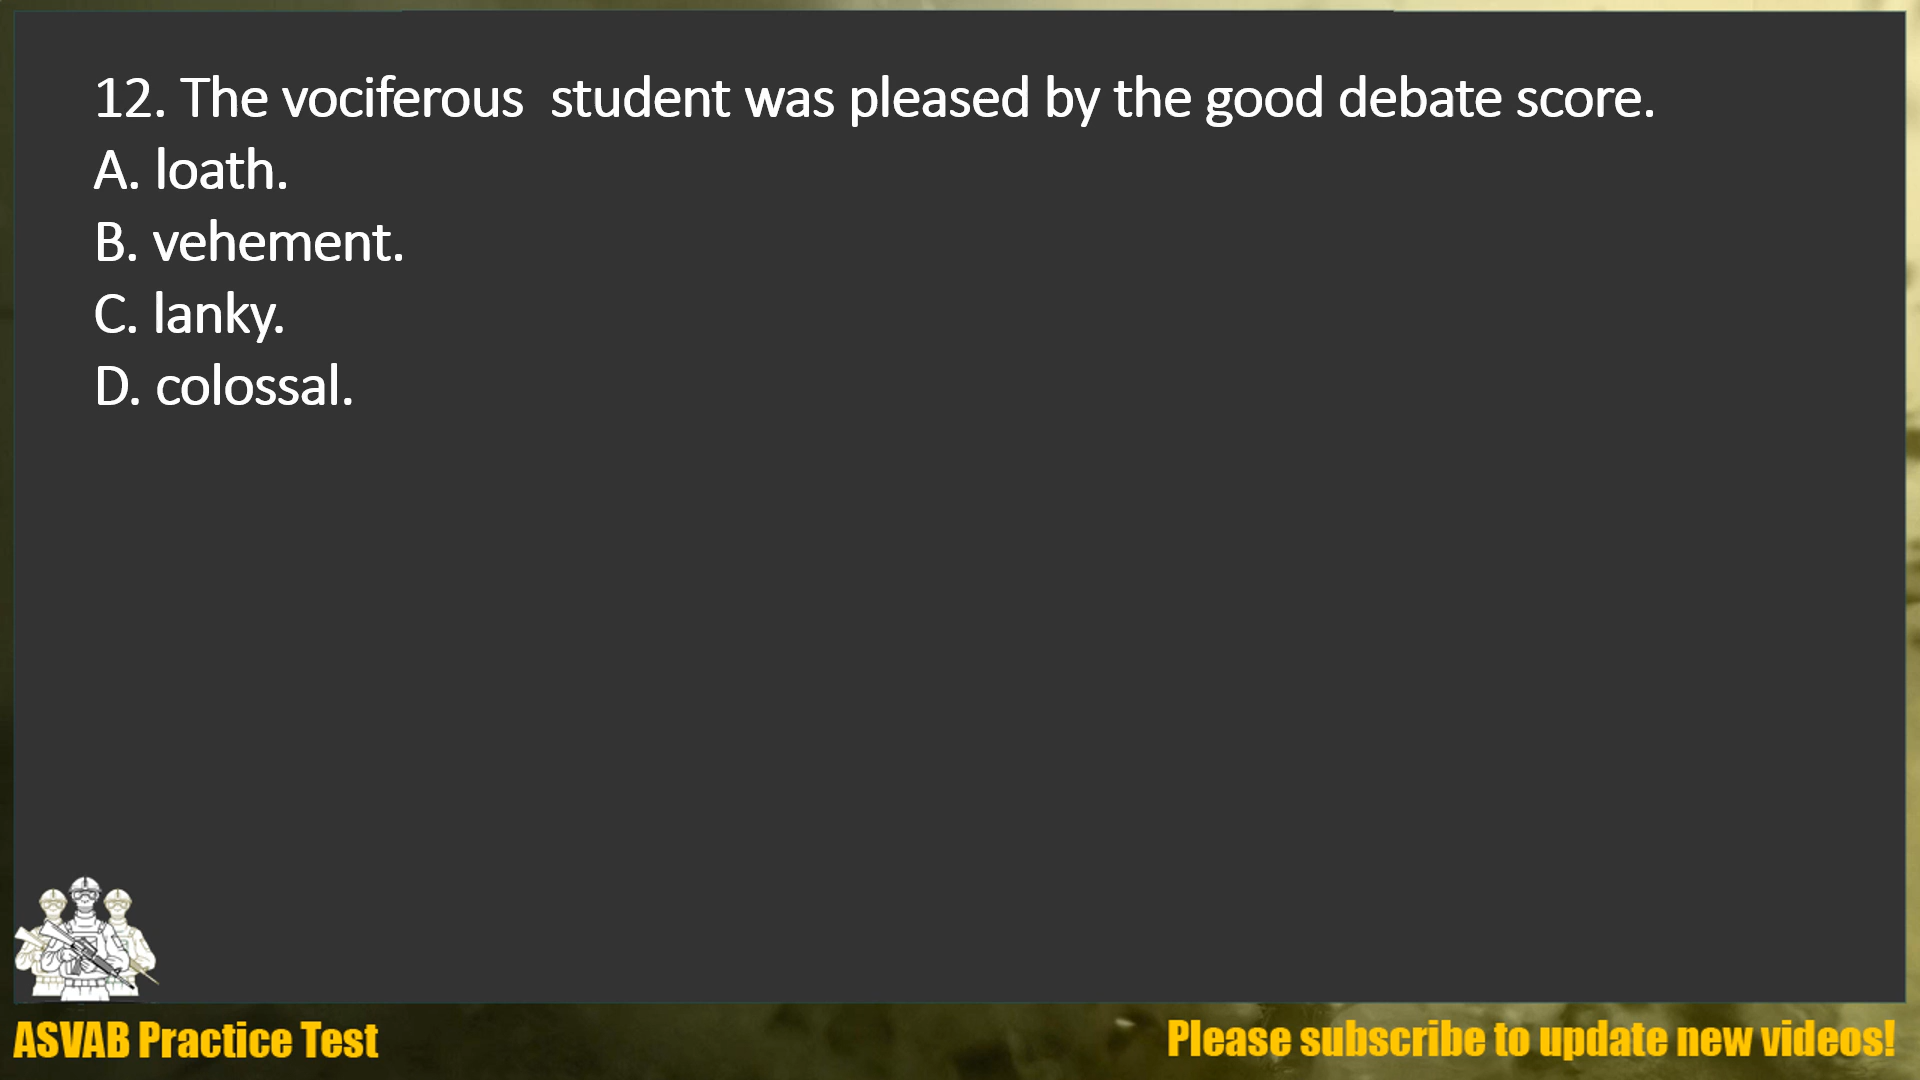 12. The vociferous  student was pleased by the good debate score.
A. loath.
B. vehement.
C. lanky.
D. colossal.
ASVAB Practice Test
Please subscribe to update new videos!